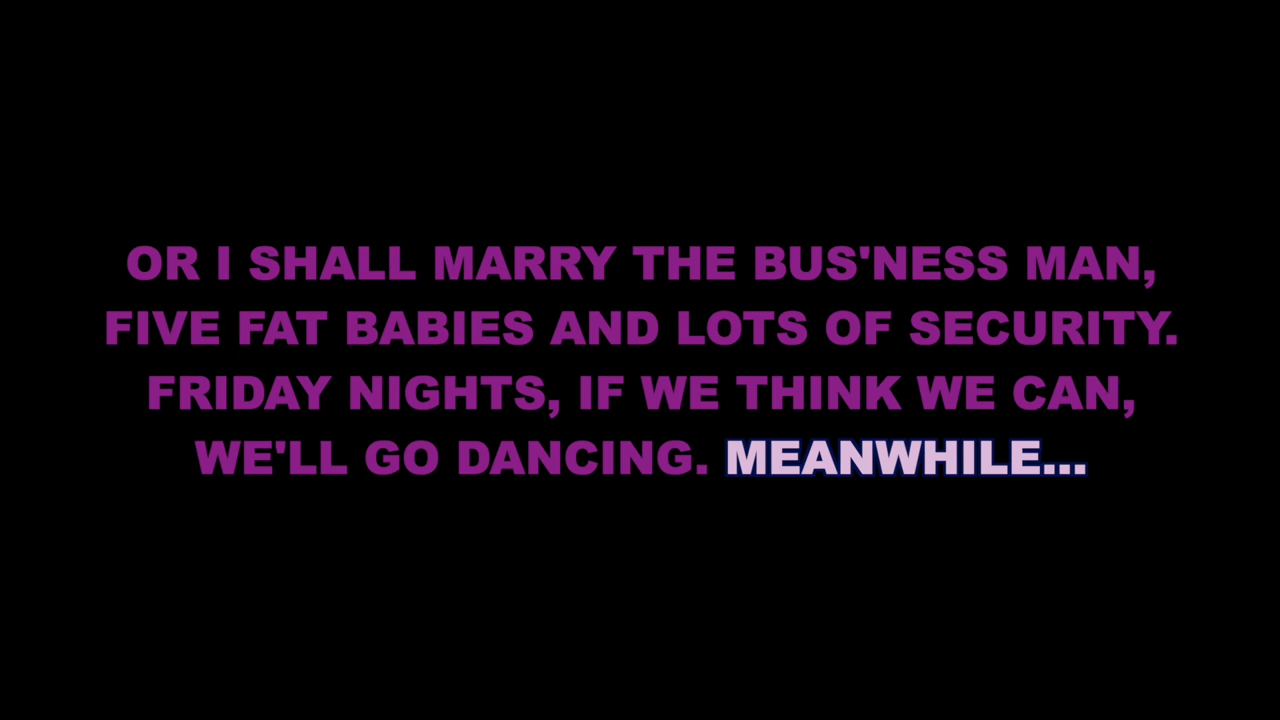 OR I SHALL MARRY THE BUS'NESS MAN,
FIVE FAT BABIES AND LOTS OF SECURITY.
FRIDAY NIGHTS, IF WE THINK WE CAN,
WE'LL GO DANCING. MEANWHILE...